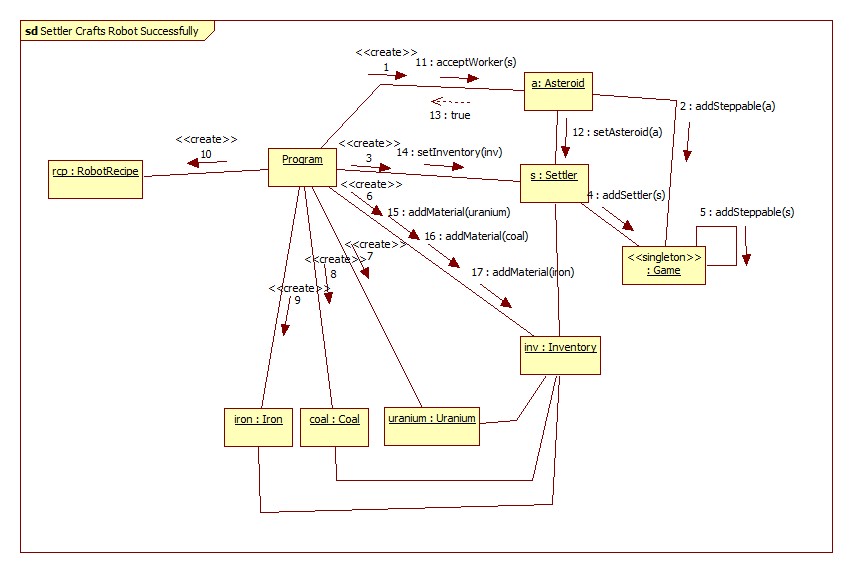 sd Settler Crafts Robot Successfully
<<create>>
1
11 : acceptWorker(s)
a: Asteroid
2 : addSteppable(a)
13 : true
12 : setAsteroid(a)
<<create>>
10
<<create>>
3
14 : setInventory(inv)
rcp : RobotRecipe
Program
s : Settler
<<create>>
6
4 : addSettler(s)
15 : addMaterial(uranium)
5 : addSteppable(s)
16 : addMaterial(coal)
<<create>>
7
<<singleton>>
: Game
<<create>>
8
17 : addMaterial(iron)
<<create>>
9
inv : Inventory
iron : Iron
coal : Coal
uranium : Uranium